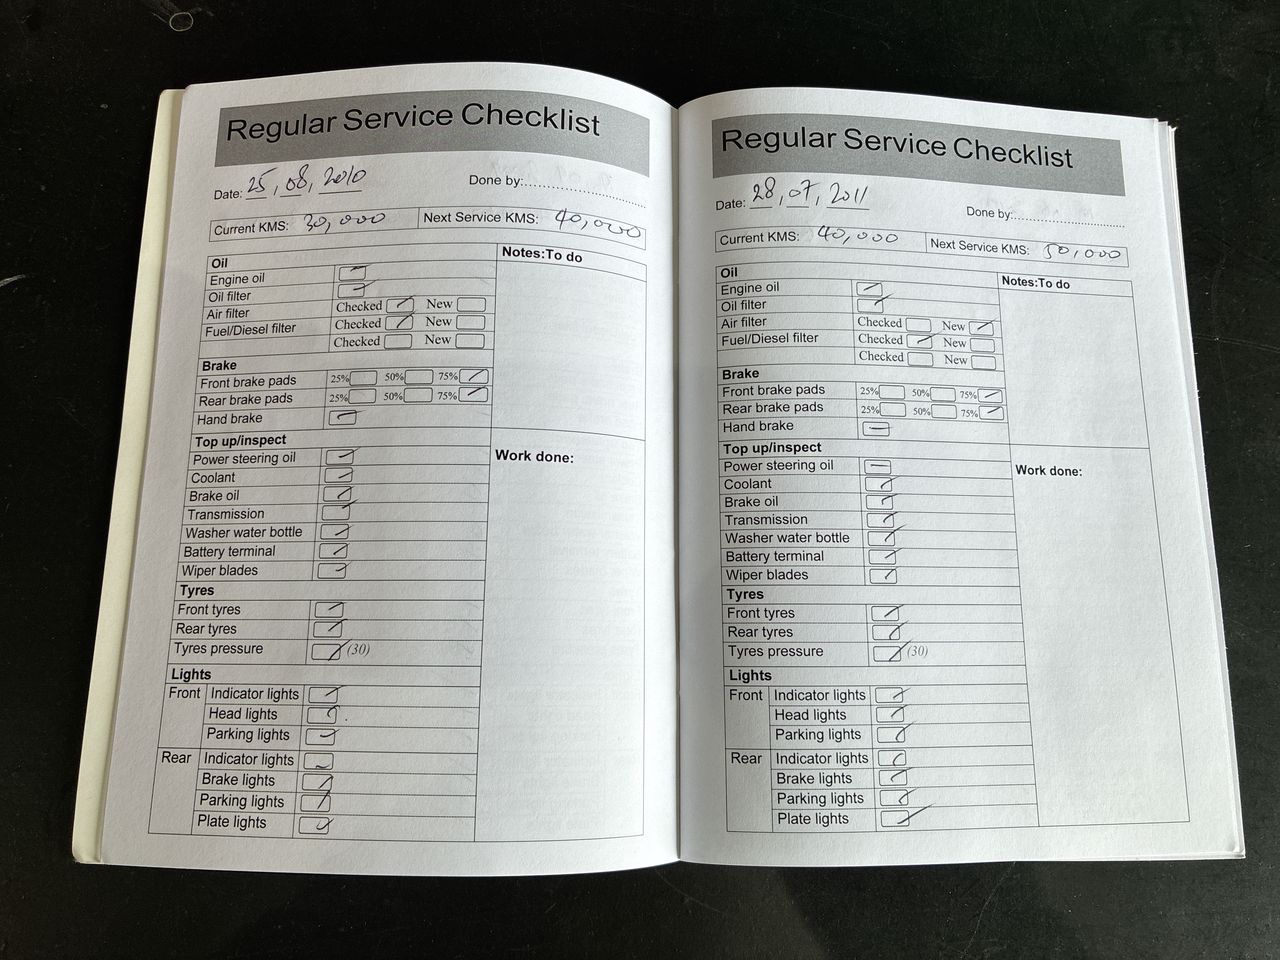 Regular Service Checklist
Date: 25, 08, 2010 Done by:
Current KMS: 30,000 Next Service KMS: 40,000
Oil Notes:To do
Engine oil
Oil filter
Air filter Checked New
Fuel/Diesel filter Checked New
Checked New
Brake
Front brake pads 25% 50% 75%
Rear brake pads 25% 50% 75%
Hand brake
Top up/inspect
Power steering oil Work done:
Coolant
Brake oil
Transmission
Washer water bottle
Battery terminal
Wiper blades
Tyres
Front tyres
Rear tyres
Tyres pressure (30)
Lights
Front Indicator lights
Head lights
Parking lights
Rear Indicator lights
Brake lights
Parking lights
Plate lights
Regular Service Checklist
Date: 28, 07, 2011 Done by:
Current KMS: 40,000 Next Service KMS: 50,000
Oil Notes:To do
Engine oil
Oil filter
Air filter Checked New
Fuel/Diesel filter Checked New
Checked New
Brake
Front brake pads 25% 50% 75%
Rear brake pads 25% 50% 75%
Hand brake
Top up/inspect
Power steering oil Work done:
Coolant
Brake oil
Transmission
Washer water bottle
Battery terminal
Wiper blades
Tyres
Front tyres
Rear tyres
Tyres pressure (30)
Lights
Front Indicator lights
Head lights
Parking lights
Rear Indicator lights
Brake lights
Parking lights
Plate lights